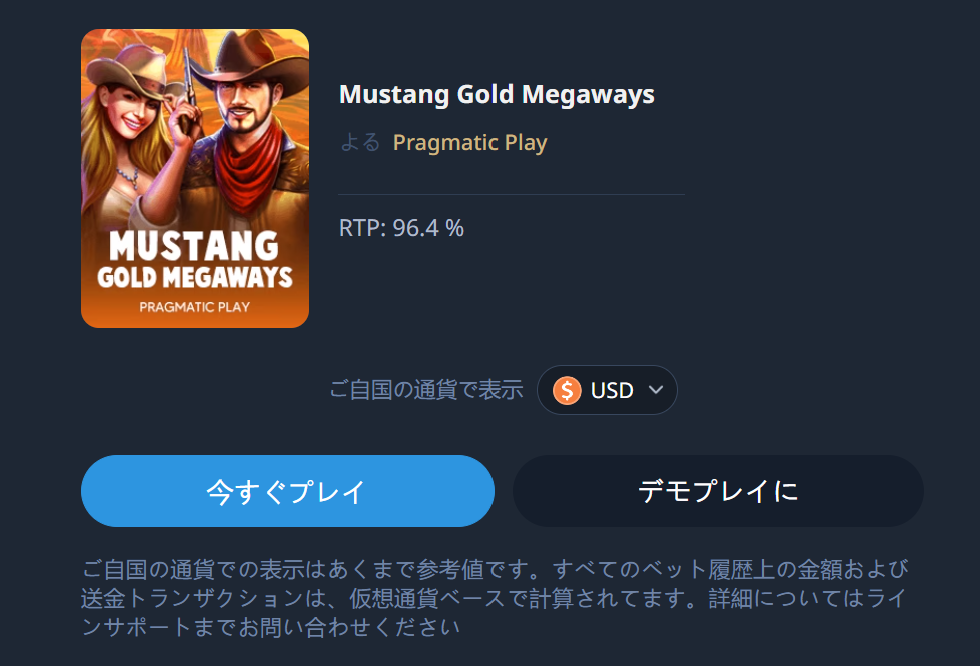 MUSTANG
GOLD MEGAWAYS
PRAGMATIC PLAY
Mustang Gold Megaways
よる Pragmatic Play
RTP: 96.4 %
ご自国の通貨で表示 $ USD
今すぐプレイ
デモプレイに
ご自国の通貨での表示はあくまで参考値です。すべてのベット履歴上の金額および
送金トランザクションは、仮想通貨ベースで計算されてます。詳細についてはライ
ンサポートまでお問い合わせください